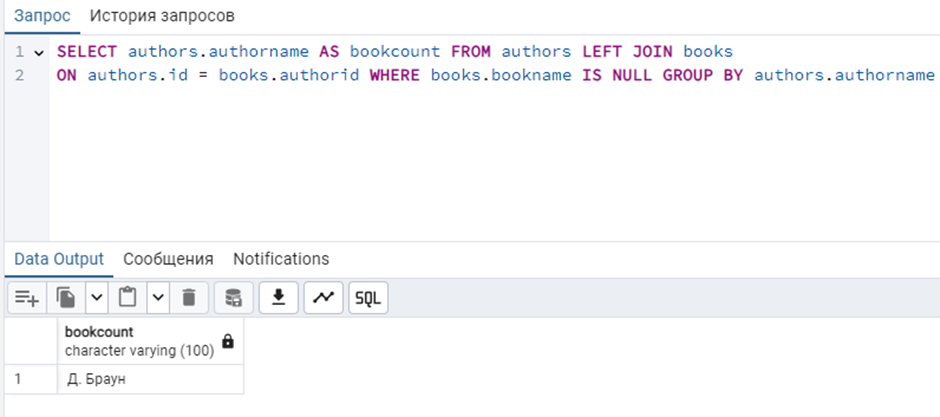 Запрос История запросов
1 SELECT authors.authorname AS bookcount FROM authors LEFT JOIN books
2 ON authors.id = books.authorid WHERE books.bookname IS NULL GROUP BY authors.authorname
Data Output Сообщения Notifications
SQL
bookcount
character varying (100)
1 Д. Браун